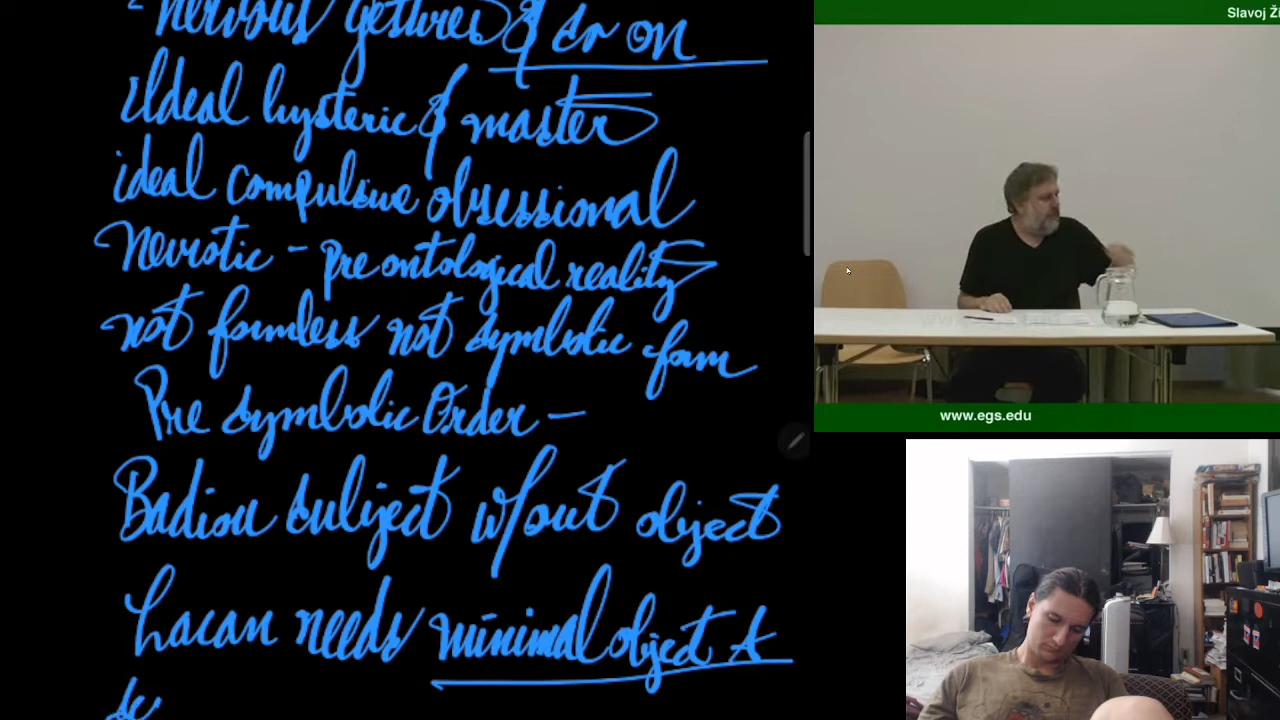 nervous gestures & so on
Ideal hysteric & master
ideal compulsive obsessional
Neurotic - Pre ontological reality
not formless not symbolic form
Pre symbolic Order -
Badiou subject w/out object
Lacan needs minimal object A
Slavoj Ži
www.egs.edu